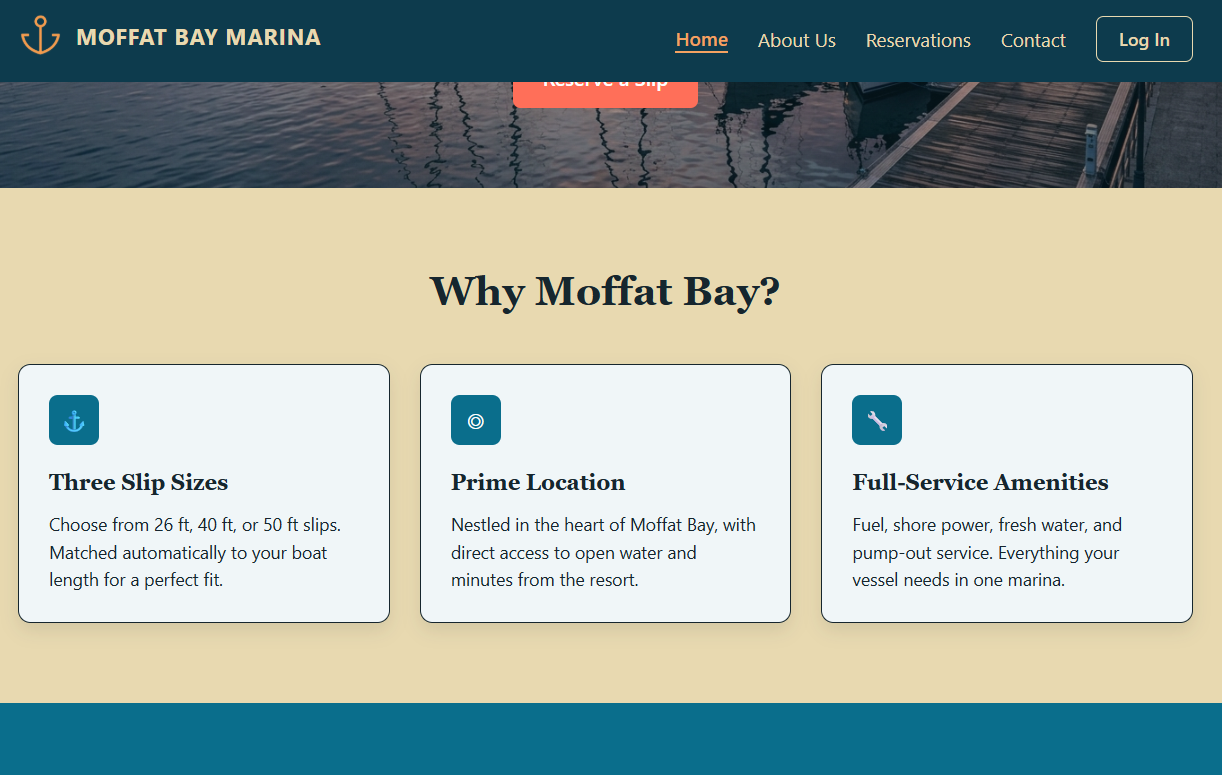 MOFFAT BAY MARINA
Home About Us Reservations Contact Log In
Reserve a Slip
Why Moffat Bay?
Three Slip Sizes
Choose from 26 ft, 40 ft, or 50 ft slips.
Matched automatically to your boat
length for a perfect fit.
Prime Location
Nestled in the heart of Moffat Bay, with
direct access to open water and
minutes from the resort.
Full-Service Amenities
Fuel, shore power, fresh water, and
pump-out service. Everything your
vessel needs in one marina.